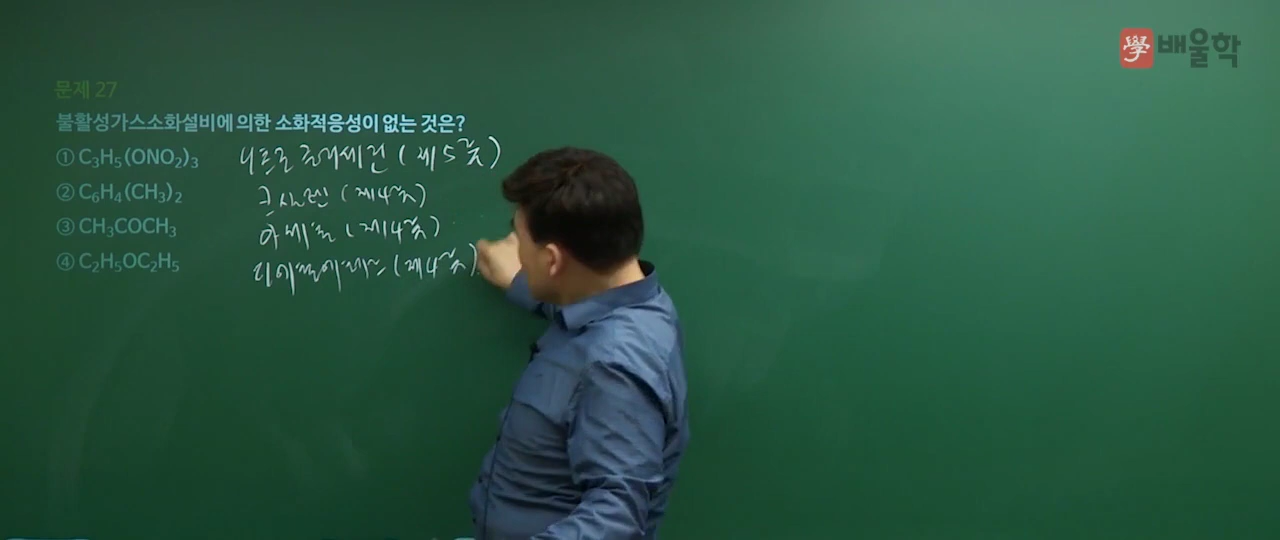 學 배울학
문제 27
불활성가스소화설비에 의한 소화적응성이 없는 것은?
① C₃H₅(ONO₂)₃ 니트로글리세린 (제5류)
② C₆H₄(CH₃)₂ 크실렌 (제4류)
③ CH₃COCH₃ 아세톤 (제4류)
④ C₂H₅OC₂H₅ 디에틸에테르 (제4류)